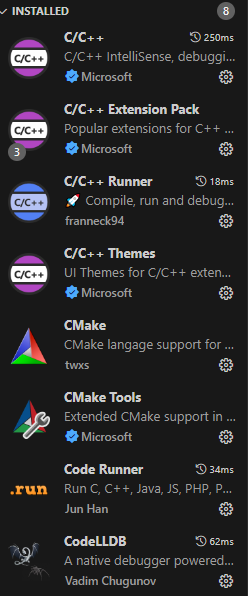 INSTALLED 8
C/C++ 250ms
C/C++ IntelliSense, debuggi...
Microsoft
C/C++
C/C++ Extension Pack
Popular extensions for C++ ...
Microsoft
C/C++
3
C/C++ Runner 18ms
🚀 Compile, run and debug...
franneck94
C/C++
C/C++ Themes
UI Themes for C/C++ exten...
Microsoft
C/C++
CMake
CMake langage support for ...
twxs
CMake Tools
Extended CMake support in ...
Microsoft
Code Runner 34ms
Run C, C++, Java, JS, PHP, P...
Jun Han
.run
CodeLLDB 62ms
A native debugger powered...
Vadim Chugunov